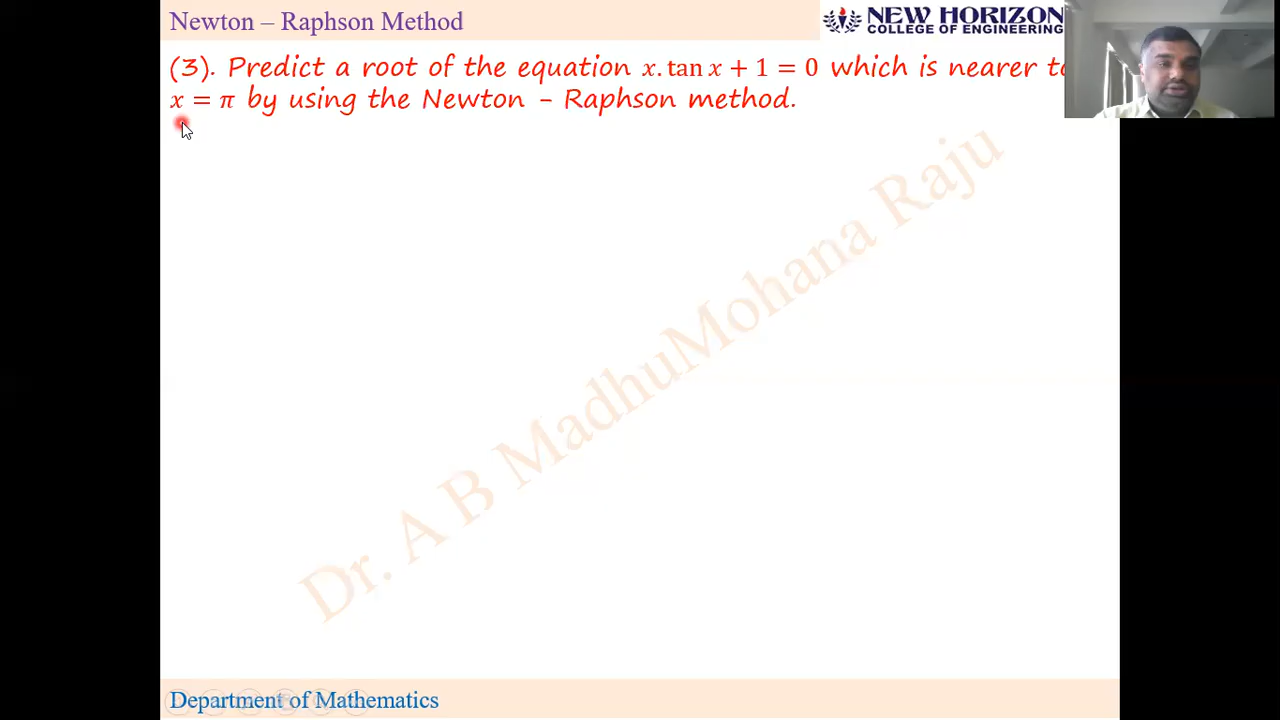 Newton – Raphson Method
NEW HORIZON
COLLEGE OF ENGINEERING
(3). Predict a root of the equation x. tan x + 1 = 0 which is nearer
x = π by using the Newton - Raphson method.
Dr. A B MadhuMohana Raju
Department of Mathematics